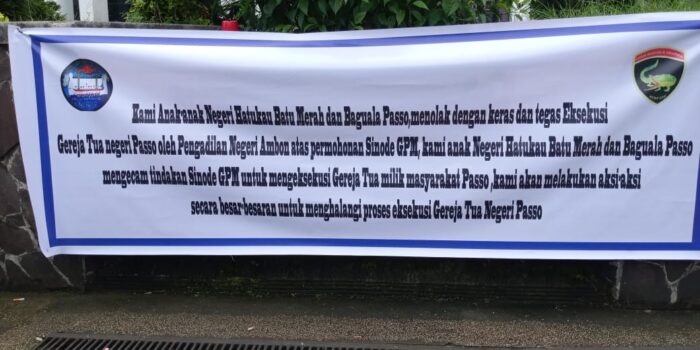 Kami Anak-anak Negeri Hatukau Batu Merah dan Baguala Passo,menolak dengan keras dan tegas Eksekusi
Gereja Tua negeri Passo oleh Pengadilan Negeri Ambon atas permohonan Sinode GPM, kami anak Negeri Hatukau Batu Merah dan Baguala Passo
mengecam tindakan Sinode GPM untuk mengeksekusi Gereja Tua milik masyarakat Passo ,kami akan melakukan aksi-aksi
secara besar-besaran untuk menghalangi proses eksekusi Gereja Tua Negeri Passo